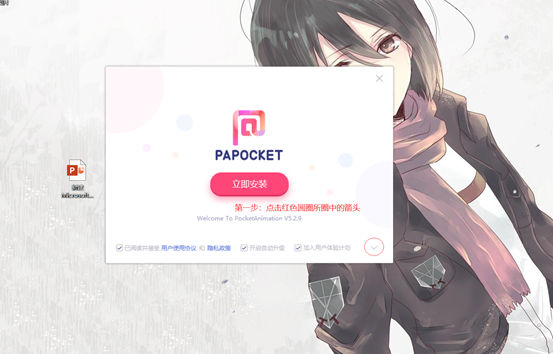 PAPOCKET
立即安装
第一步：点击红色圆圈所圈中的箭头
Welcome To PocketAnimation V5.2.9
新建
Microsoft...
已阅读并接受 用户使用协议 和 隐私政策
开启自动升级
加入用户体验计划